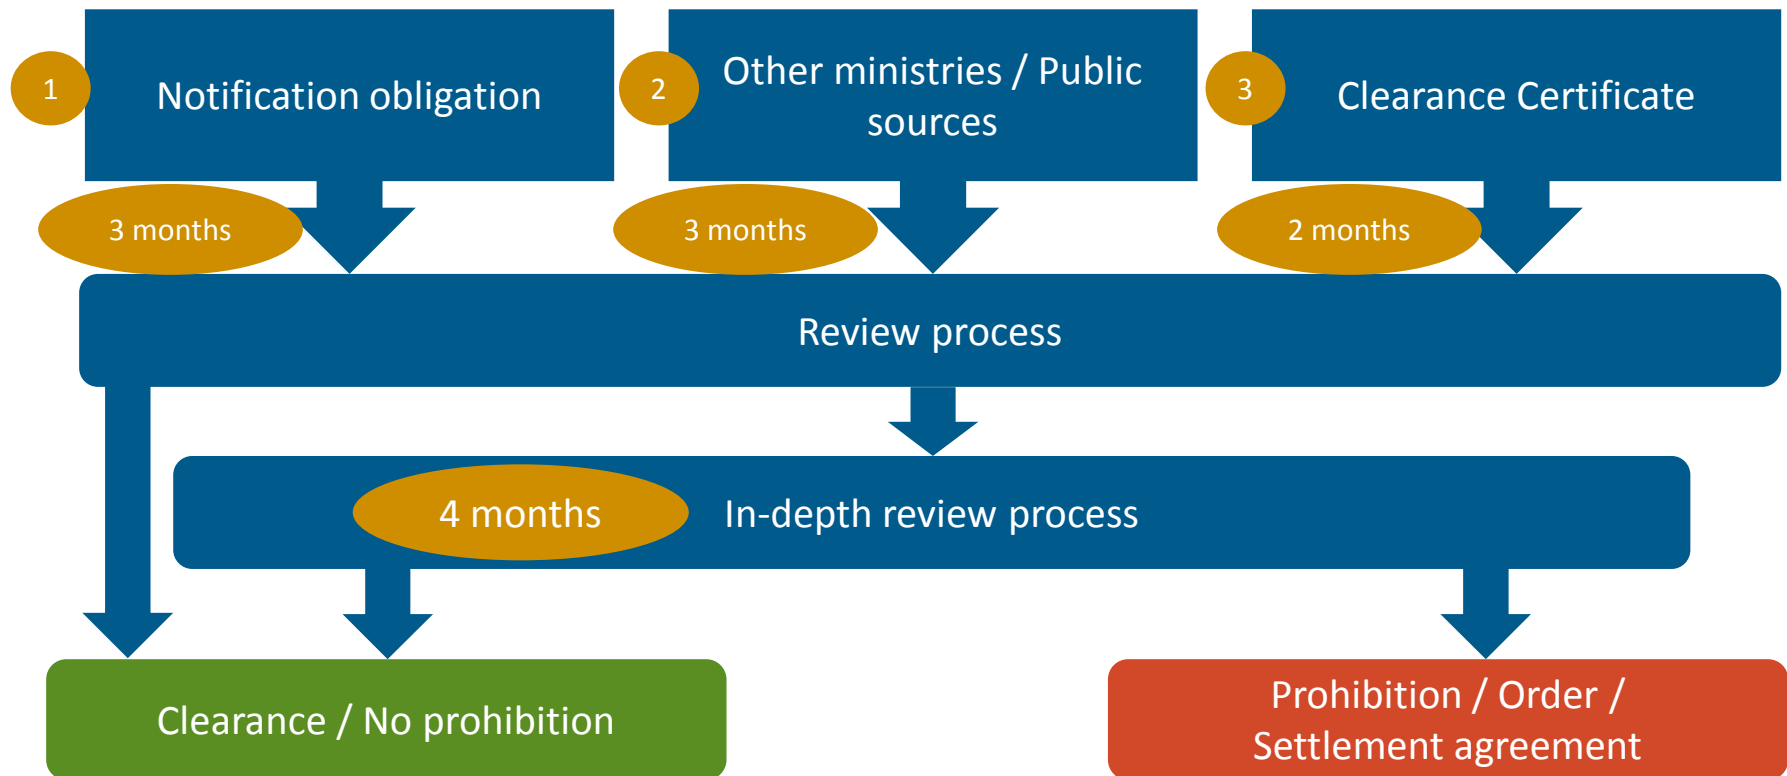 1
Notification obligation
2
Other ministries / Public
sources
3
Clearance Certificate
3 months
3 months
2 months
Review process
4 months
In-depth review process
Clearance / No prohibition
Prohibition / Order /
Settlement agreement